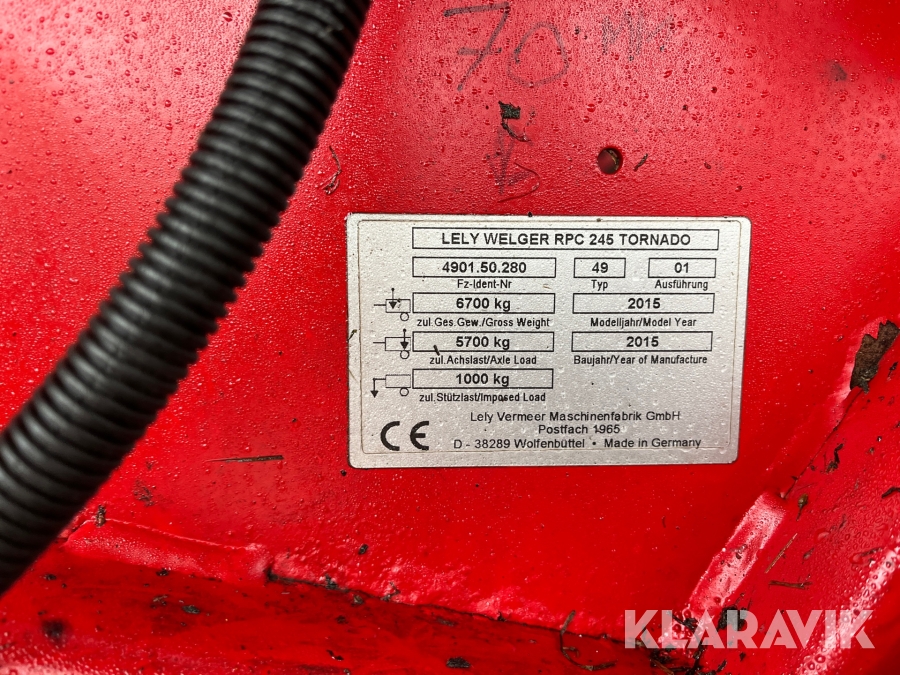 70
LELY WELGER RPC 245 TORNADO
4901.50.280 49 01
Fz-Ident-Nr Typ Ausführung
6700 kg 2015
zul.Ges.Gew./Gross Weight Modelljahr/Model Year
5700 kg 2015
zul.Achslast/Axle Load Baujahr/Year of Manufacture
1000 kg
zul.Stützlast/Imposed Load
Lely Vermeer Maschinenfabrik GmbH
Postfach 1965
CE D - 38289 Wolfenbüttel • Made in Germany
KLARAVIK